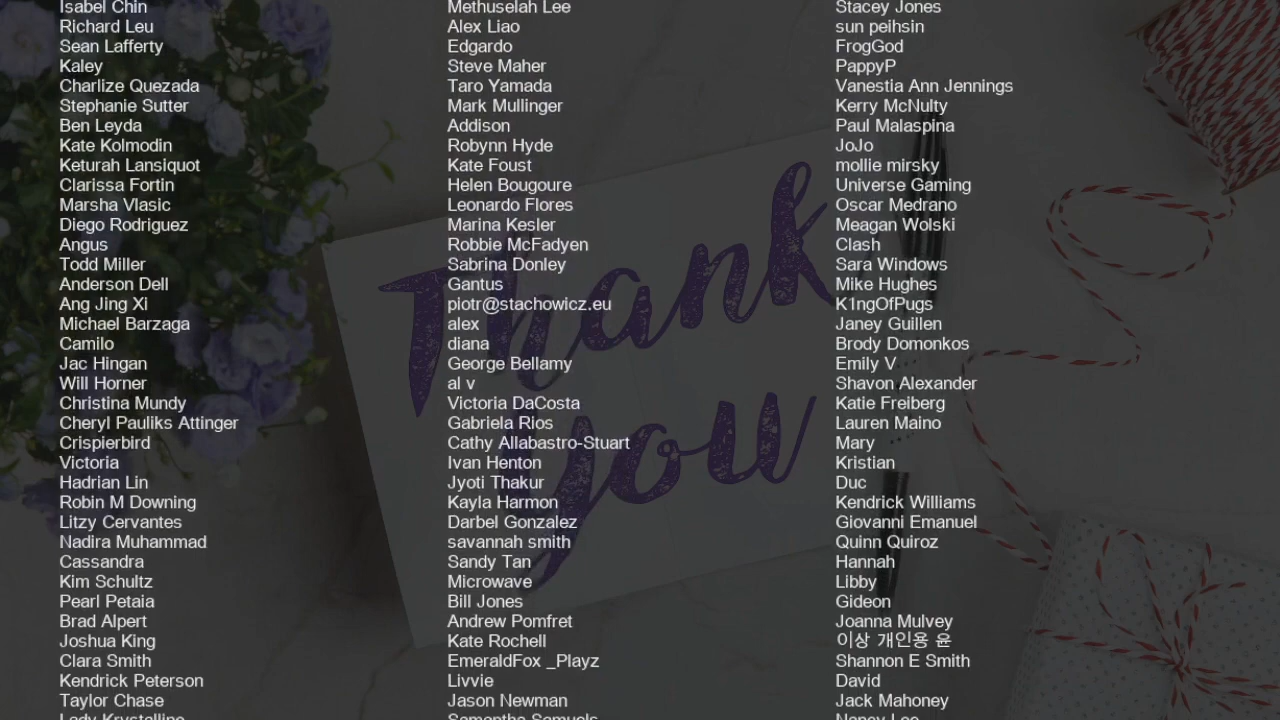 Isabel Chin
Richard Leu
Sean Lafferty
Kaley
Charlize Quezada
Stephanie Sutter
Ben Leyda
Kate Kolmodin
Keturah Lansiquot
Clarissa Fortin
Marsha Vlasic
Diego Rodriguez
Angus
Todd Miller
Anderson Dell
Ang Jing Xi
Michael Barzaga
Camilo
Jac Hingan
Will Horner
Christina Mundy
Cheryl Pauliks Attinger
Crispierbird
Victoria
Hadrian Lin
Robin M Downing
Litzy Cervantes
Nadira Muhammad
Cassandra
Kim Schultz
Pearl Petaia
Brad Alpert
Joshua King
Clara Smith
Kendrick Peterson
Taylor Chase
Lady Krystalline
Methuselah Lee
Alex Liao
Edgardo
Steve Maher
Taro Yamada
Mark Mullinger
Addison
Robynn Hyde
Kate Foust
Helen Bougoure
Leonardo Flores
Marina Kesler
Robbie McFadyen
Sabrina Donley
Gantus
piotr@stachowicz.eu
alex
diana
George Bellamy
al v
Victoria DaCosta
Gabriela Rios
Cathy Allabastro-Stuart
Ivan Henton
Jyoti Thakur
Kayla Harmon
Darbel Gonzalez
savannah smith
Sandy Tan
Microwave
Bill Jones
Andrew Pomfret
Kate Rochell
EmeraldFox _Playz
Livvie
Jason Newman
Samantha Samuels
Stacey Jones
sun peihsin
FrogGod
PappyP
Vanestia Ann Jennings
Kerry McNulty
Paul Malaspina
JoJo
mollie mirsky
Universe Gaming
Oscar Medrano
Meagan Wolski
Clash
Sara Windows
Mike Hughes
K1ngOfPugs
Janey Guillen
Brody Domonkos
Emily V
Shavon Alexander
Katie Freiberg
Lauren Maino
Mary
Kristian
Duc
Kendrick Williams
Giovanni Emanuel
Quinn Quiroz
Hannah
Libby
Gideon
Joanna Mulvey
이상 개인용 윤
Shannon E Smith
David
Jack Mahoney
Nancy Lee
Thank
you